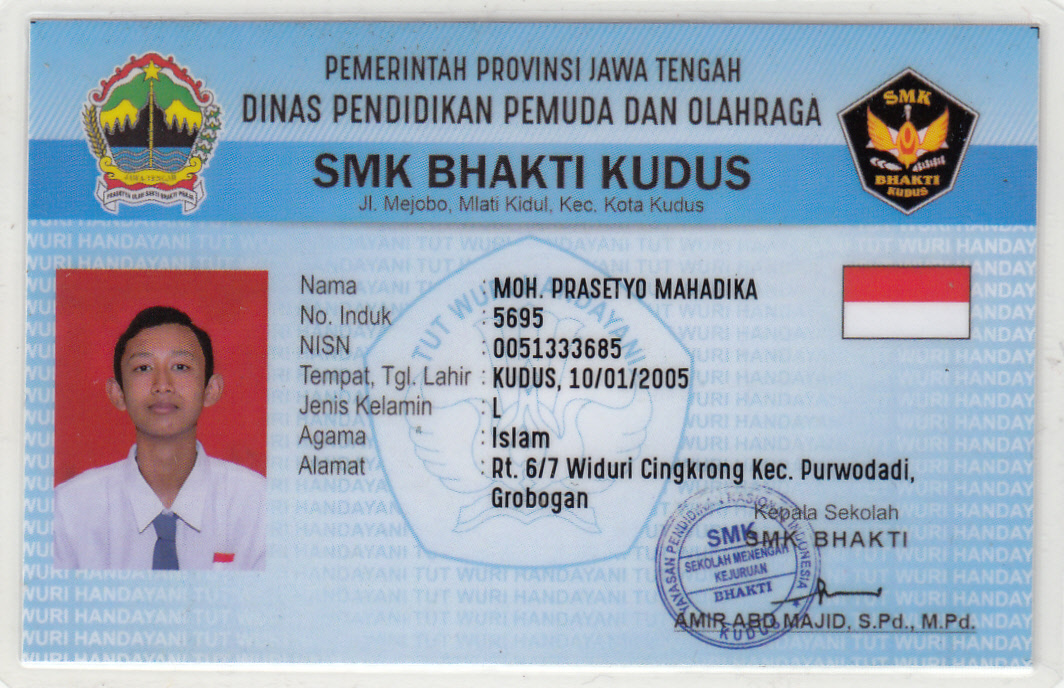 PEMERINTAH PROVINSI JAWA TENGAH
DINAS PENDIDIKAN PEMUDA DAN OLAHRAGA
SMK BHAKTI KUDUS
Jl. Mejobo, Mlati Kidul, Kec. Kota Kudus
JAWA TENGAH
PRASETYA ULAH SAKTI BHAKTI PRAJA
SMK
BHAKTI
KUDUS
TUT WURI HANDAYANI
Nama : MOH. PRASETYO MAHADIKA
No. Induk : 5695
NISN : 0051333685
Tempat, Tgl. Lahir : KUDUS, 10/01/2005
Jenis Kelamin : L
Agama : Islam
Alamat : Rt. 6/7 Widuri Cingkrong Kec. Purwodadi,
Grobogan
Kepala Sekolah
SMK BHAKTI
AMIR ABD MAJID, S.Pd., M.Pd.
YAYASAN PENDIDIKAN NASIONAL INDONESIA
SMK
SEKOLAH MENENGAH
KEJURUAN
BHAKTI
KUDUS